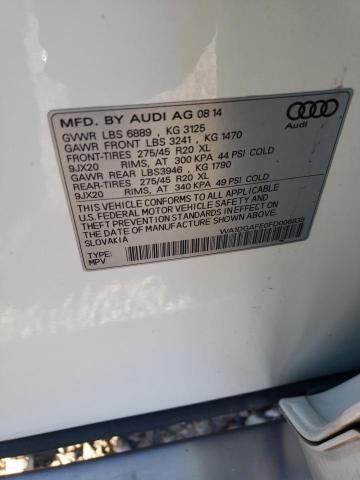 MFD. BY AUDI AG 08 14
GVWR LBS 6889 , KG 3125
GAWR FRONT LBS 3241 , KG 1470
FRONT-TIRES 275/45 R20 XL
9JX20 RIMS, AT 300 KPA 44 PSI COLD
GAWR REAR LBS3946 , KG 1790
REAR-TIRES 275/45 R20 XL
9JX20 RIMS, AT 340 KPA 49 PSI COLD
THIS VEHICLE CONFORMS TO ALL APPLICABLE
U.S.FEDERAL MOTOR VEHICLE SAFETY AND
THEFT PREVENTION STANDARDS IN EFFECT ON THE
DATE OF MANUFACTURE SHOWN ABOVE.
SLOVAKIA
TYPE:
MPV
Audi